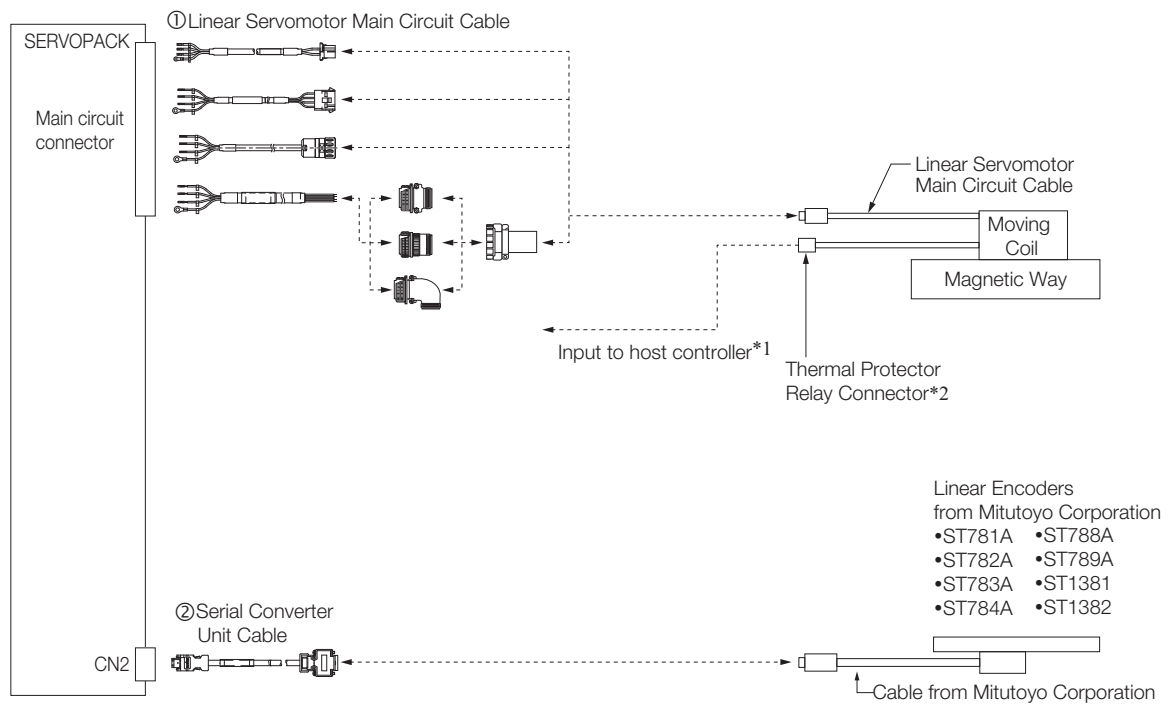 ①Linear Servomotor Main Circuit Cable
SERVOPACK
Main circuit
connector
Linear Servomotor
Main Circuit Cable
Moving
Coil
Magnetic Way
Input to host controller*1
Thermal Protector
Relay Connector*2
Linear Encoders
from Mitutoyo Corporation
•ST781A •ST788A
•ST782A •ST789A
•ST783A •ST1381
•ST784A •ST1382
②Serial Converter
Unit Cable
CN2
Cable from Mitutoyo Corporation